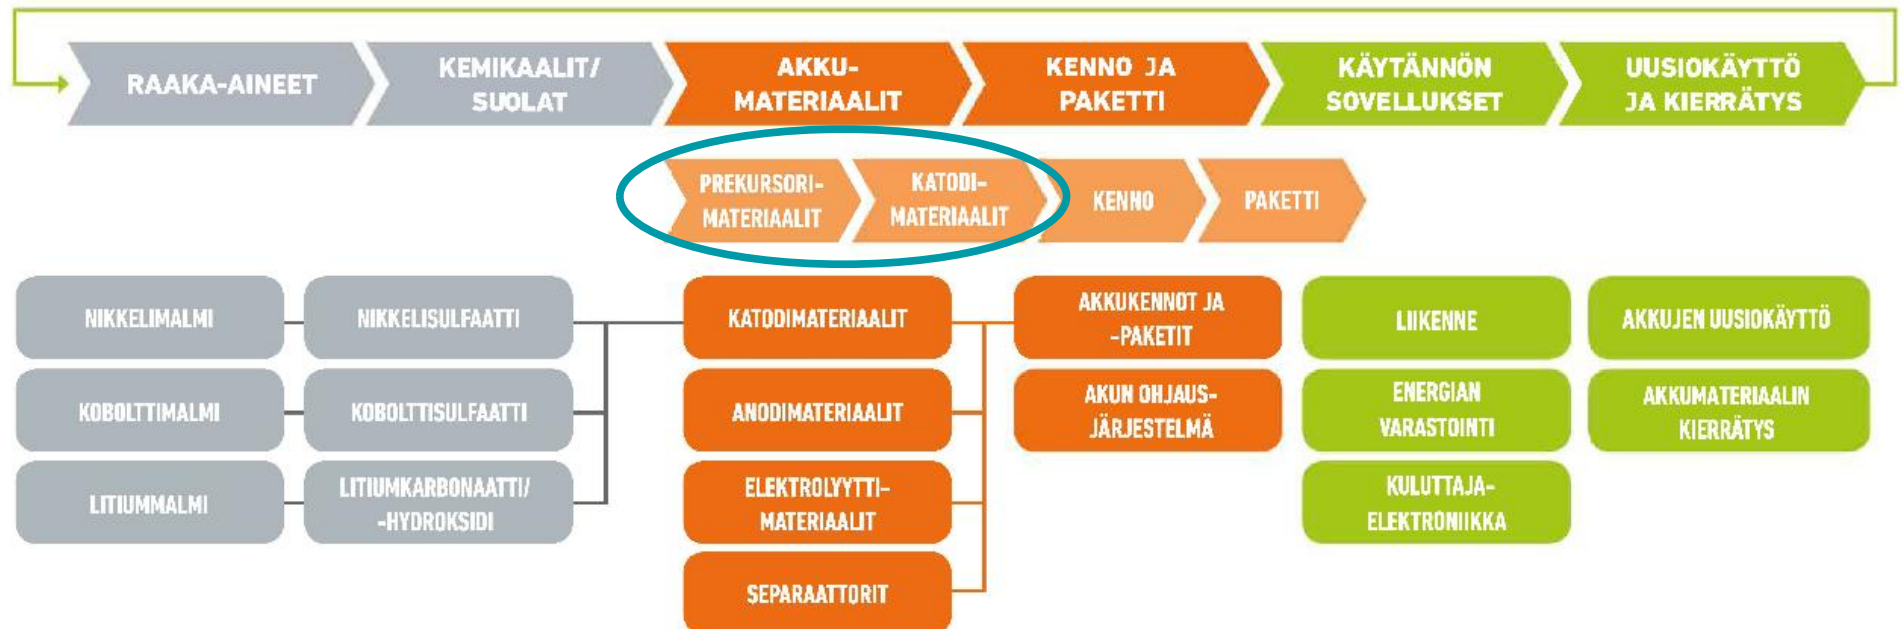 RAAKA-AINEET
KEMIKAALIT/
SUOLAT
AKKU-
MATERIAALIT
KENNO JA
PAKETTI
KÄYTÄNNÖN
SOVELLUKSET
UUSIOKÄYTTÖ
JA KIERRÄTYS
PREKURSORI-
MATERIAALIT
KATODI-
MATERIAALIT
KENNO
PAKETTI
NIKKELIMALMI
NIKKELISULFAATTI
KATODIMATERIAALIT
AKKUKENNOT JA
-PAKETIT
LIIKENNE
AKKUJEN UUSIOKÄYTTÖ
KOBOLTTIMALMI
KOBOLTTISULFAATTI
ANODIMATERIAALIT
AKUN OHJAUS-
JÄRJESTELMÄ
ENERGIAN
VARASTOINTI
AKKUMATERIAALIN
KIERRÄTYS
LITIUMMALMI
LITIUMKARBONAATTI/
-HYDROKSIDI
ELEKTROLYYTTI-
MATERIAALIT
KULUTTAJA-
ELEKTRONIIKKA
SEPARAATTORIT